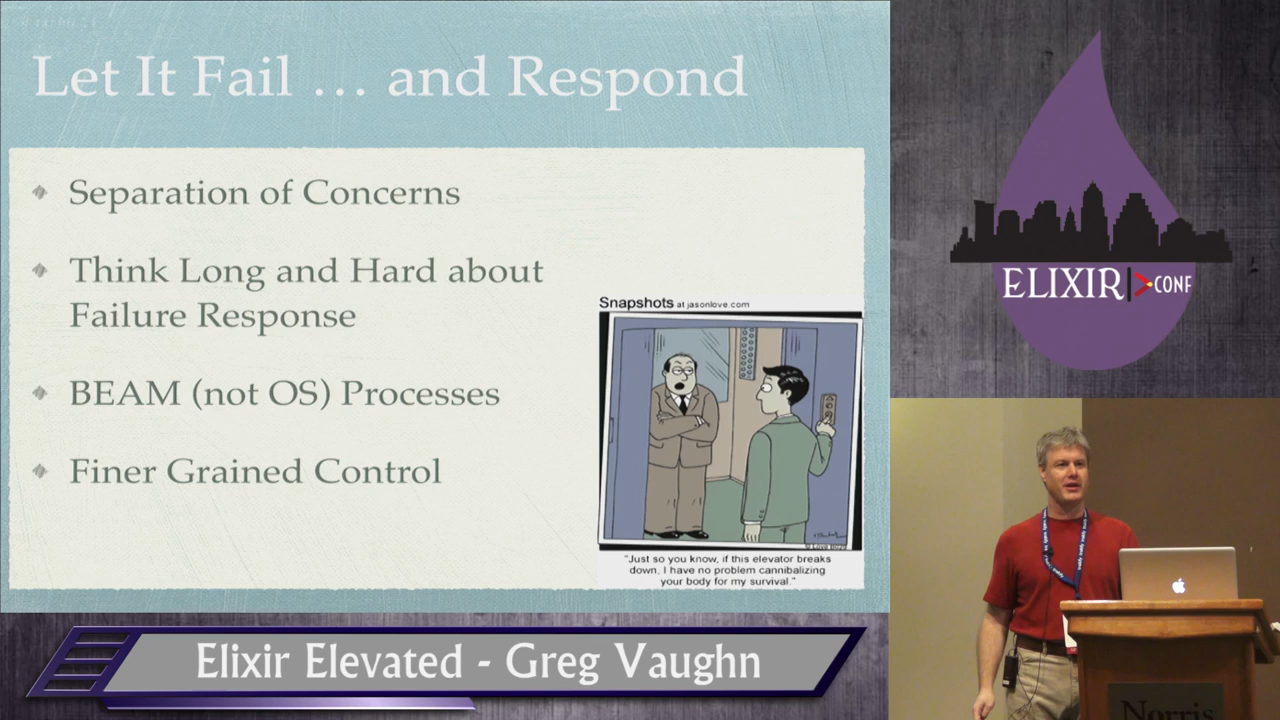 Let It Fail ... and Respond
Separation of Concerns
Think Long and Hard about
Failure Response
BEAM (not OS) Processes
Finer Grained Control
Snapshots at jasonlove.com
"Just so you know, if this elevator breaks
down, I have no problem cannibalizing
your body for my survival."
ELIXIR CONF
Elixir Elevated - Greg Vaughn
Norris